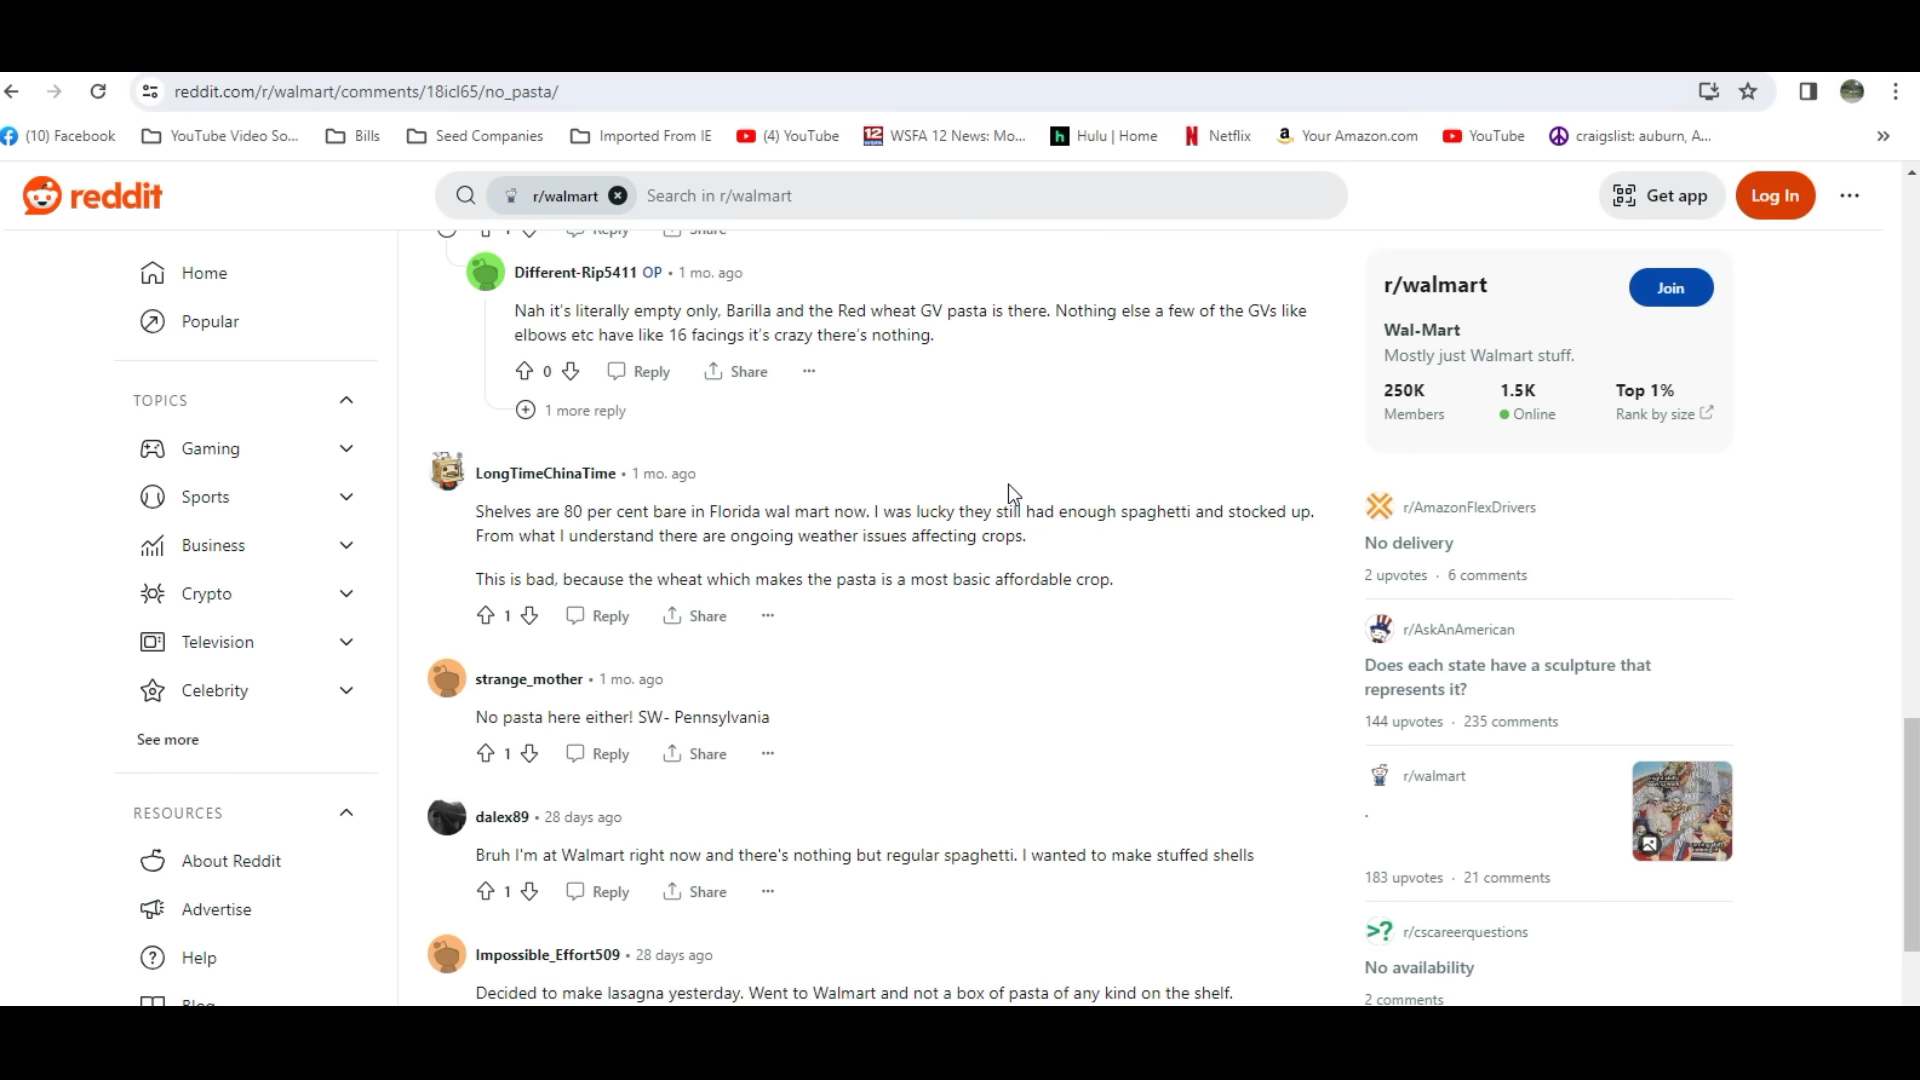 reddit.com/r/walmart/comments/18icl65/no_pasta/
(10) Facebook
YouTube Video So...
Bills
Seed Companies
Imported From IE
(4) YouTube
WSFA 12 News: Mo...
Hulu | Home
Netflix
Your Amazon.com
YouTube
craigslist: auburn, A...
reddit
r/walmart
Search in r/walmart
Get app
Log In
Home
Popular
TOPICS
Gaming
Sports
Business
Crypto
Television
Celebrity
See more
RESOURCES
About Reddit
Advertise
Help
Blog
1 Reply Share
Different-Rip5411 OP • 1 mo. ago
Nah it's literally empty only, Barilla and the Red wheat GV pasta is there. Nothing else a few of the GVs like
elbows etc have like 16 facings it's crazy there's nothing.
0 Reply Share
1 more reply
LongTimeChinaTime • 1 mo. ago
Shelves are 80 per cent bare in Florida wal mart now. I was lucky they still had enough spaghetti and stocked up.
From what I understand there are ongoing weather issues affecting crops.
This is bad, because the wheat which makes the pasta is a most basic affordable crop.
1 Reply Share
strange_mother • 1 mo. ago
No pasta here either! SW- Pennsylvania
1 Reply Share
dalex89 • 28 days ago
Bruh I'm at Walmart right now and there's nothing but regular spaghetti. I wanted to make stuffed shells
1 Reply Share
Impossible_Effort509 • 28 days ago
Decided to make lasagna yesterday. Went to Walmart and not a box of pasta of any kind on the shelf.
r/walmart
Join
Wal-Mart
Mostly just Walmart stuff.
250K 1.5K Top 1%
Members Online Rank by size
r/AmazonFlexDrivers
No delivery
2 upvotes · 6 comments
r/AskAnAmerican
Does each state have a sculpture that
represents it?
144 upvotes · 235 comments
r/walmart
.
183 upvotes · 21 comments
r/cscareerquestions
No availability
2 comments